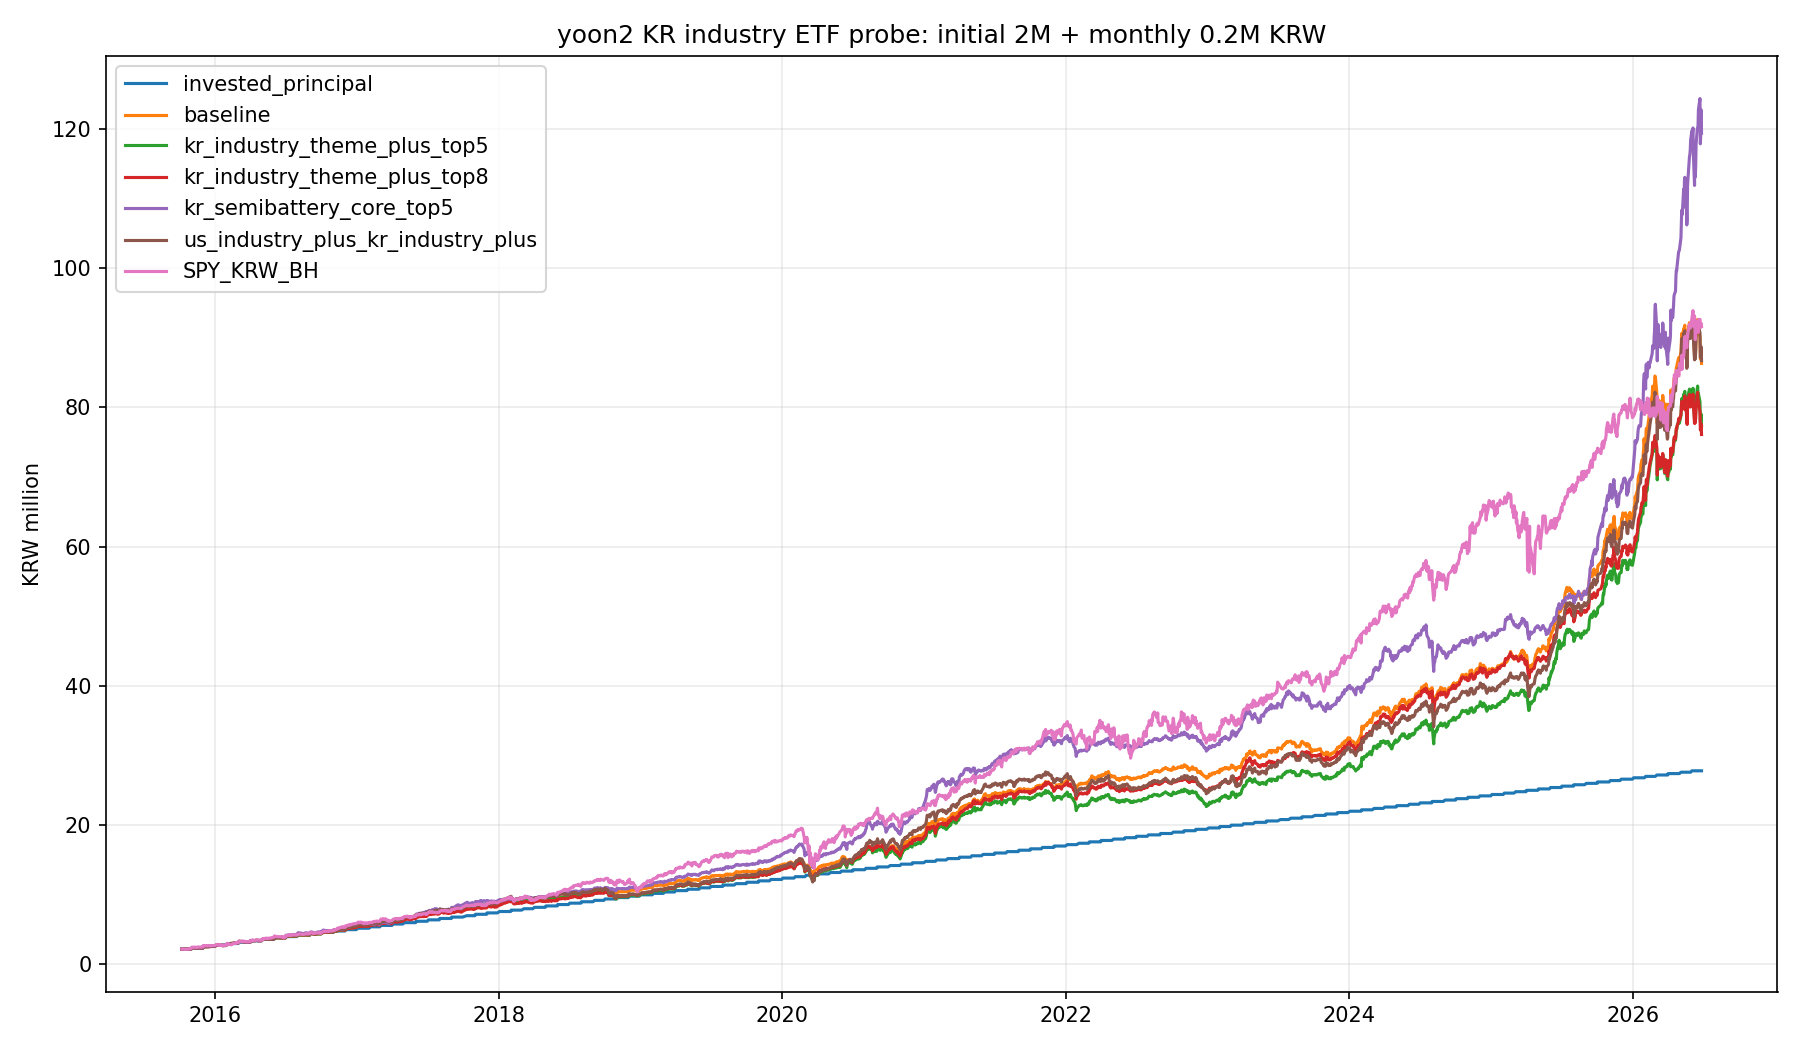 yoon2 KR industry ETF probe: initial 2M + monthly 0.2M KRW
invested_principal
baseline
kr_industry_theme_plus_top5
kr_industry_theme_plus_top8
kr_semibattery_core_top5
us_industry_plus_kr_industry_plus
SPY_KRW_BH
KRW million
120
100
80
60
40
20
0
2016
2018
2020
2022
2024
2026